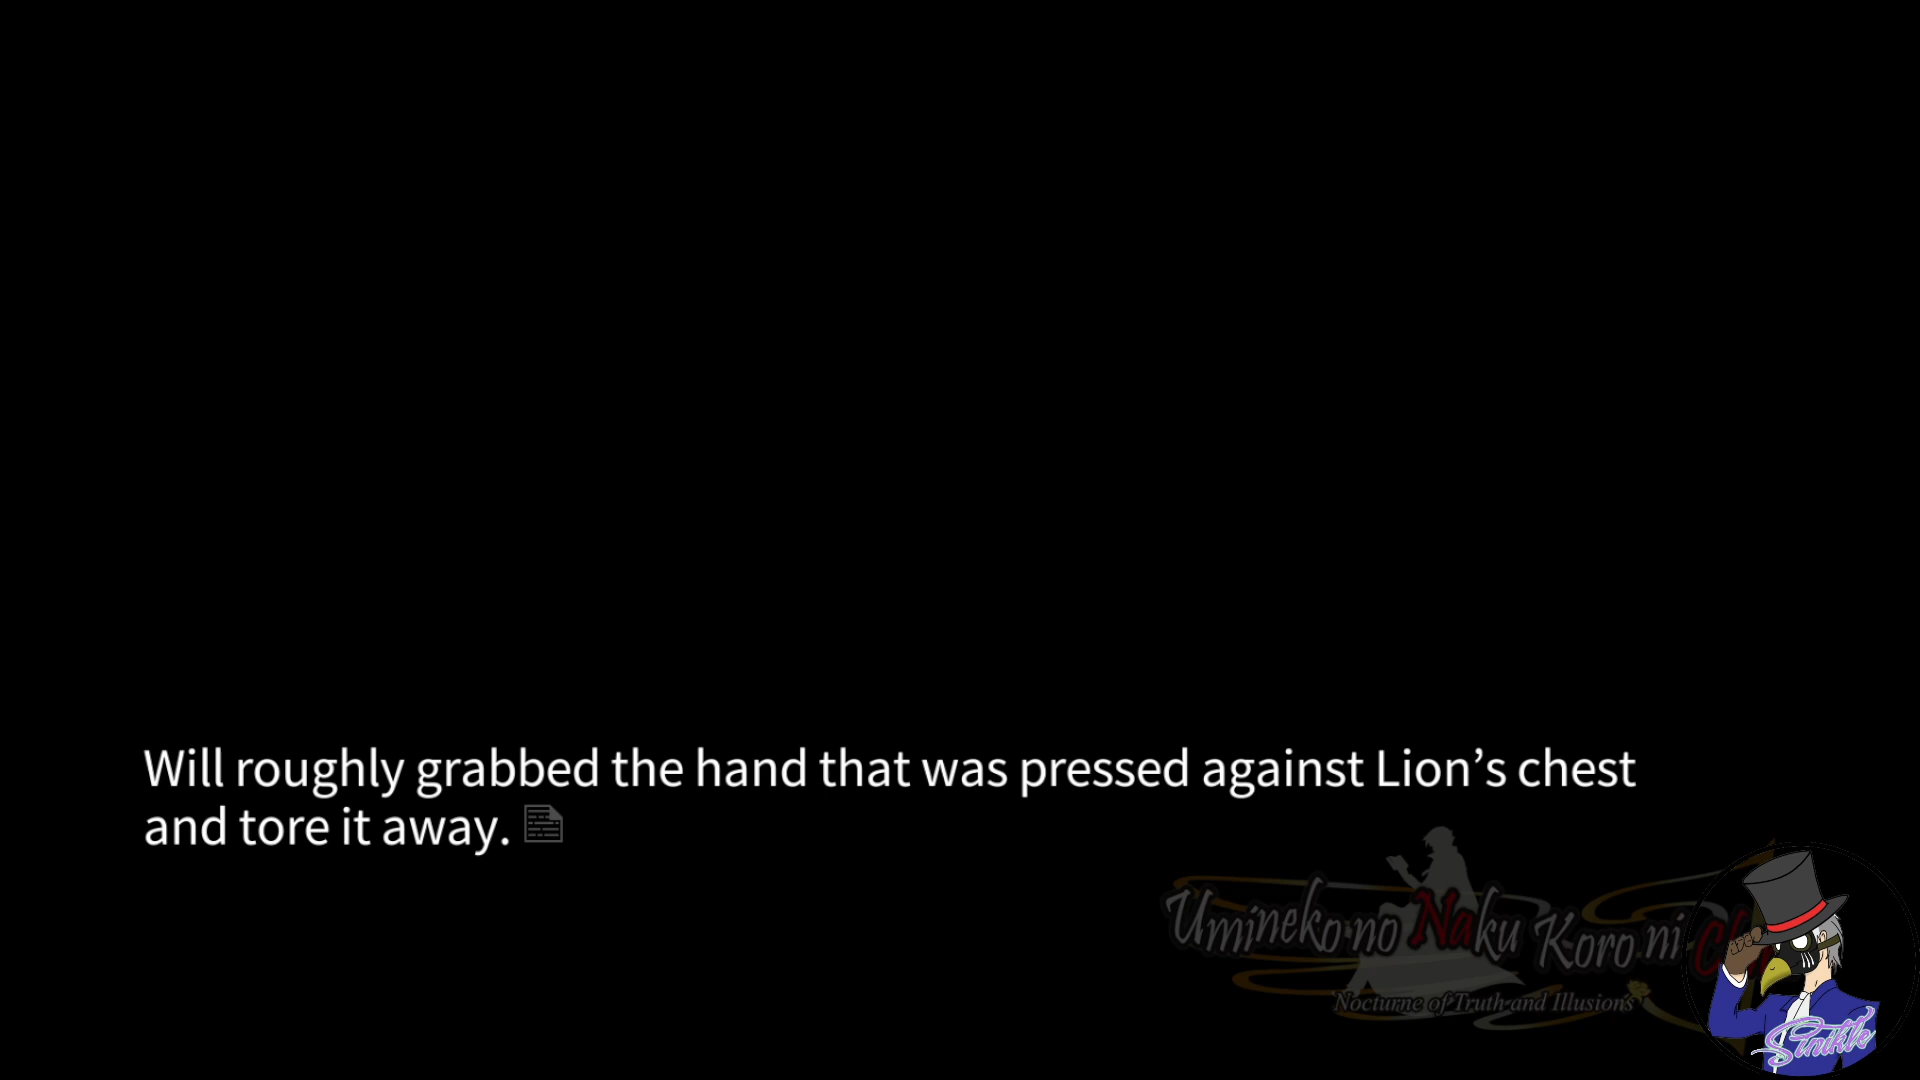 Will roughly grabbed the hand that was pressed against Lion’s chest
and tore it away.
Umineko no Naku Koro ni
Nocturne of Truth and Illusions
Sinikle